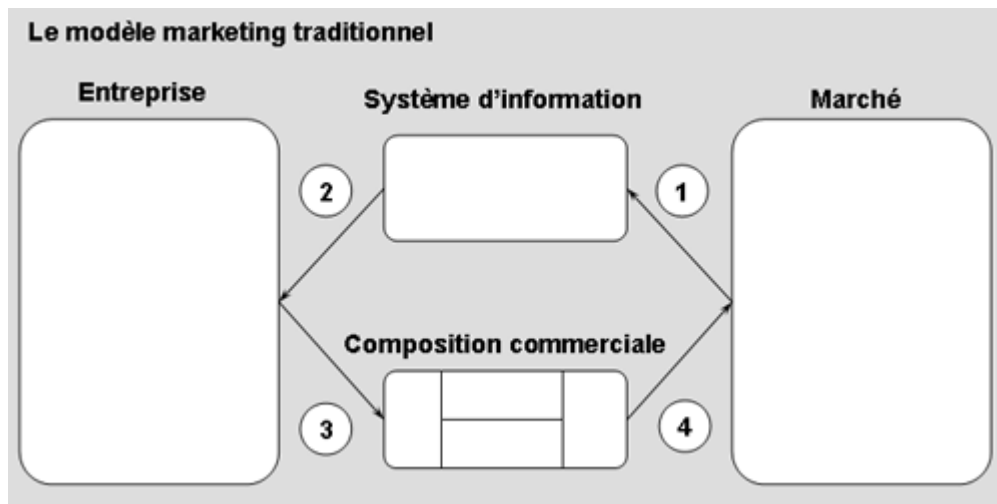 Le modèle marketing traditionnel
Entreprise
Système d'information
Marché
2
1
Composition commerciale
3
4